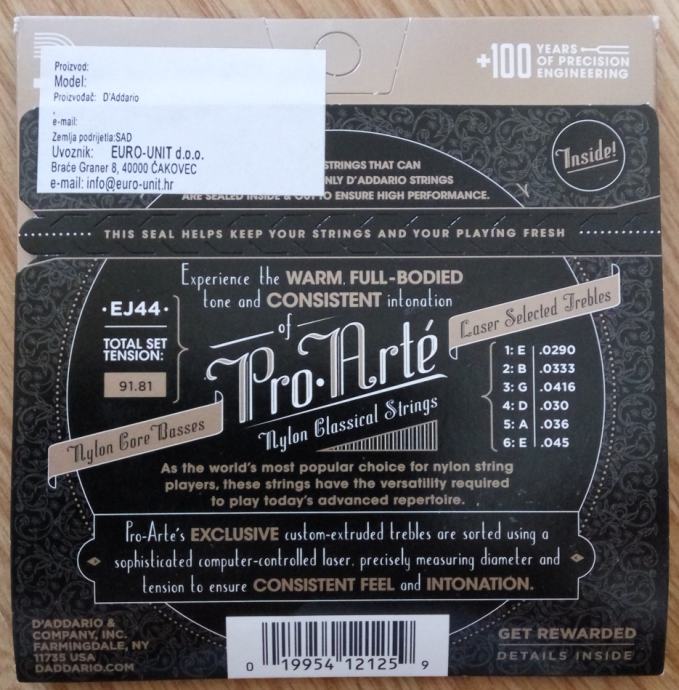 Proizvod:
Model:
Proizvođač: D'Addario
e-mail:
Zemlja podrijetla:SAD
Uvoznik: EURO-UNIT d.o.o.
Braće Graner 8, 40000 ČAKOVEC
e-mail: info@euro-unit.hr
+100 YEARS
OF PRECISION
ENGINEERING
STRINGS THAT CAN
D'ADDARIO STRINGS
ARE SEALED INSIDE & OUT TO ENSURE HIGH PERFORMANCE.
Inside!
THIS SEAL HELPS KEEP YOUR STRINGS AND YOUR PLAYING FRESH
Experience the WARM, FULL-BODIED
tone and CONSISTENT intonation
of
Pro·Arté
Nylon Classical Strings
·EJ44·
TOTAL SET
TENSION:
91.81
Nylon Core Basses
Laser Selected Trebles
1: E .0290
2: B .0333
3: G .0416
4: D .030
5: A .036
6: E .045
As the world's most popular choice for nylon string
players, these strings have the versatility required
to play today's advanced repertoire.
Pro-Arte's EXCLUSIVE custom-extruded trebles are sorted using a
sophisticated computer-controlled laser, precisely measuring diameter and
tension to ensure CONSISTENT FEEL and INTONATION.
D'ADDARIO &
COMPANY, INC.
FARMINGDALE, NY
11735 USA
DADDARIO.COM
0 19954 12125 9
GET REWARDED
DETAILS INSIDE